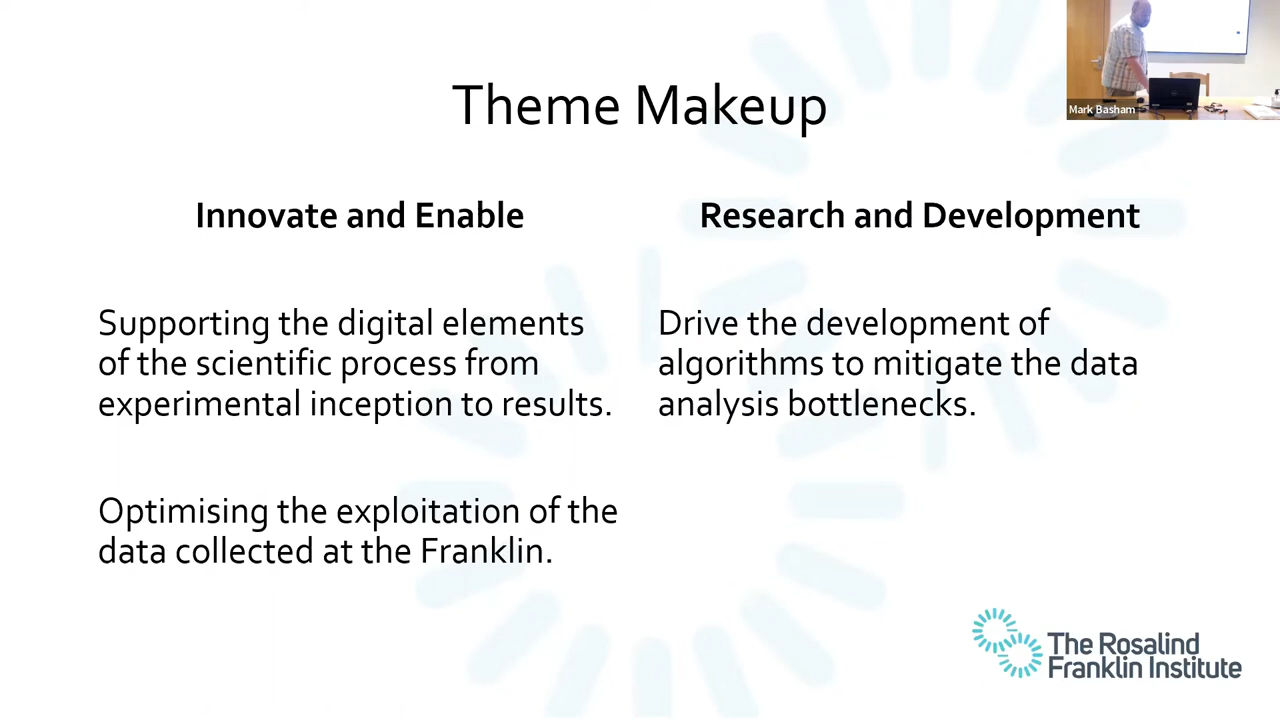 Theme Makeup
Mark Basham
Innovate and Enable
Supporting the digital elements
of the scientific process from
experimental inception to results.
Optimising the exploitation of the
data collected at the Franklin.
Research and Development
Drive the development of
algorithms to mitigate the data
analysis bottlenecks.
The Rosalind
Franklin Institute